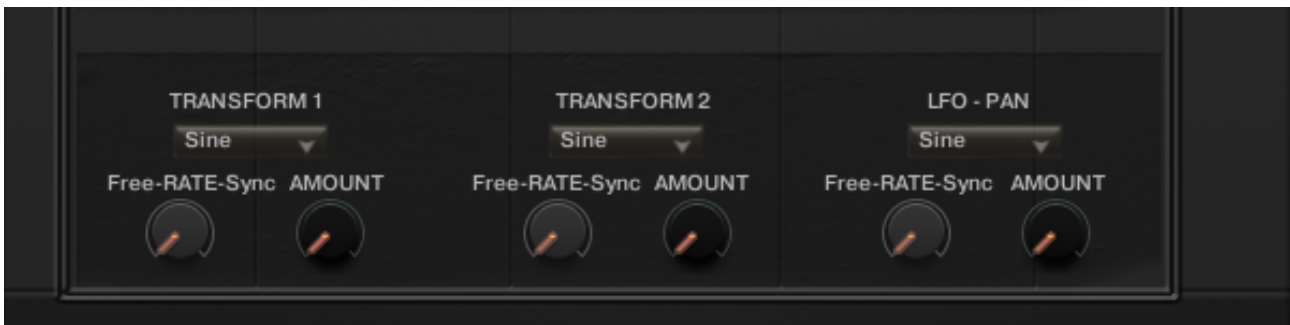 TRANSFORM 1
Sine
Free-RATE-Sync AMOUNT
TRANSFORM 2
Sine
Free-RATE-Sync AMOUNT
LFO - PAN
Sine
Free-RATE-Sync AMOUNT